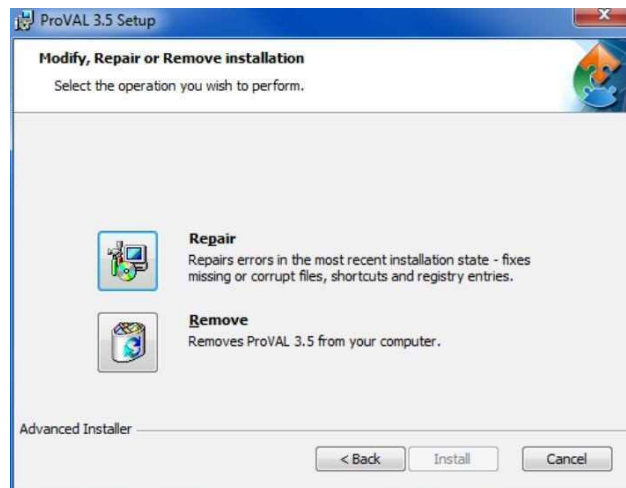 ProVAL 3.5 Setup
Modify, Repair or Remove installation
Select the operation you wish to perform.
Repair
Repairs errors in the most recent installation state - fixes
missing or corrupt files, shortcuts and registry entries.
Remove
Removes ProVAL 3.5 from your computer.
Advanced Installer
< Back Install Cancel